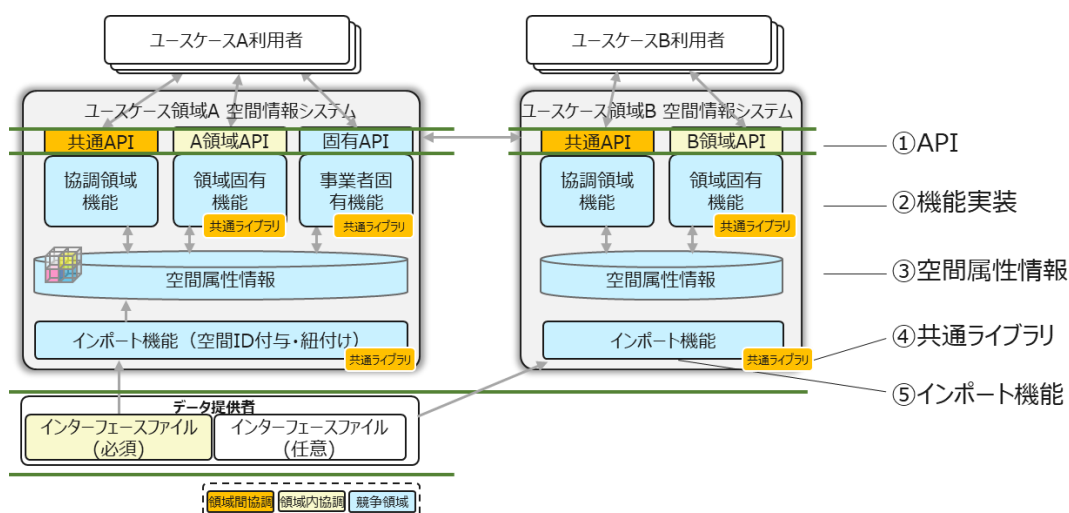 ユースケースA利用者
ユースケースB利用者
ユースケース領域A 空間情報システム
ユースケース領域B 空間情報システム
共通API
A領域API
固有API
共通API
B領域API
①API
協調領域
機能
領域固有
機能
共通ライブラリ
事業者固
有機能
共通ライブラリ
協調領域
機能
領域固有
機能
共通ライブラリ
②機能実装
空間属性情報
空間属性情報
③空間属性情報
インポート機能（空間ID付与・紐付け）
共通ライブラリ
インポート機能
共通ライブラリ
④共通ライブラリ
⑤インポート機能
データ提供者
インターフェースファイル
(必須)
インターフェースファイル
(任意)
領域間協調
領域内協調
競争領域